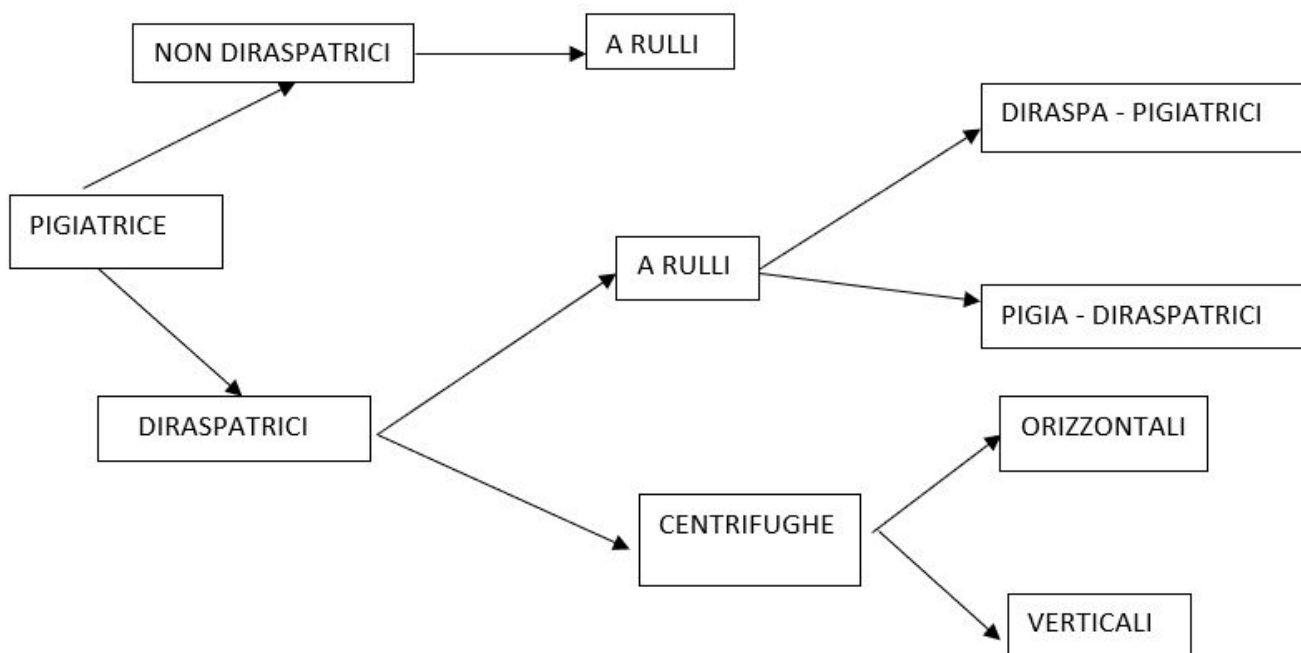 NON DIRASPATRICI
A RULLI
DIRASPA - PIGIATRICI
PIGIATRICE
A RULLI
PIGIA - DIRASPATRICI
DIRASPATRICI
ORIZZONTALI
CENTRIFUGHE
VERTICALI